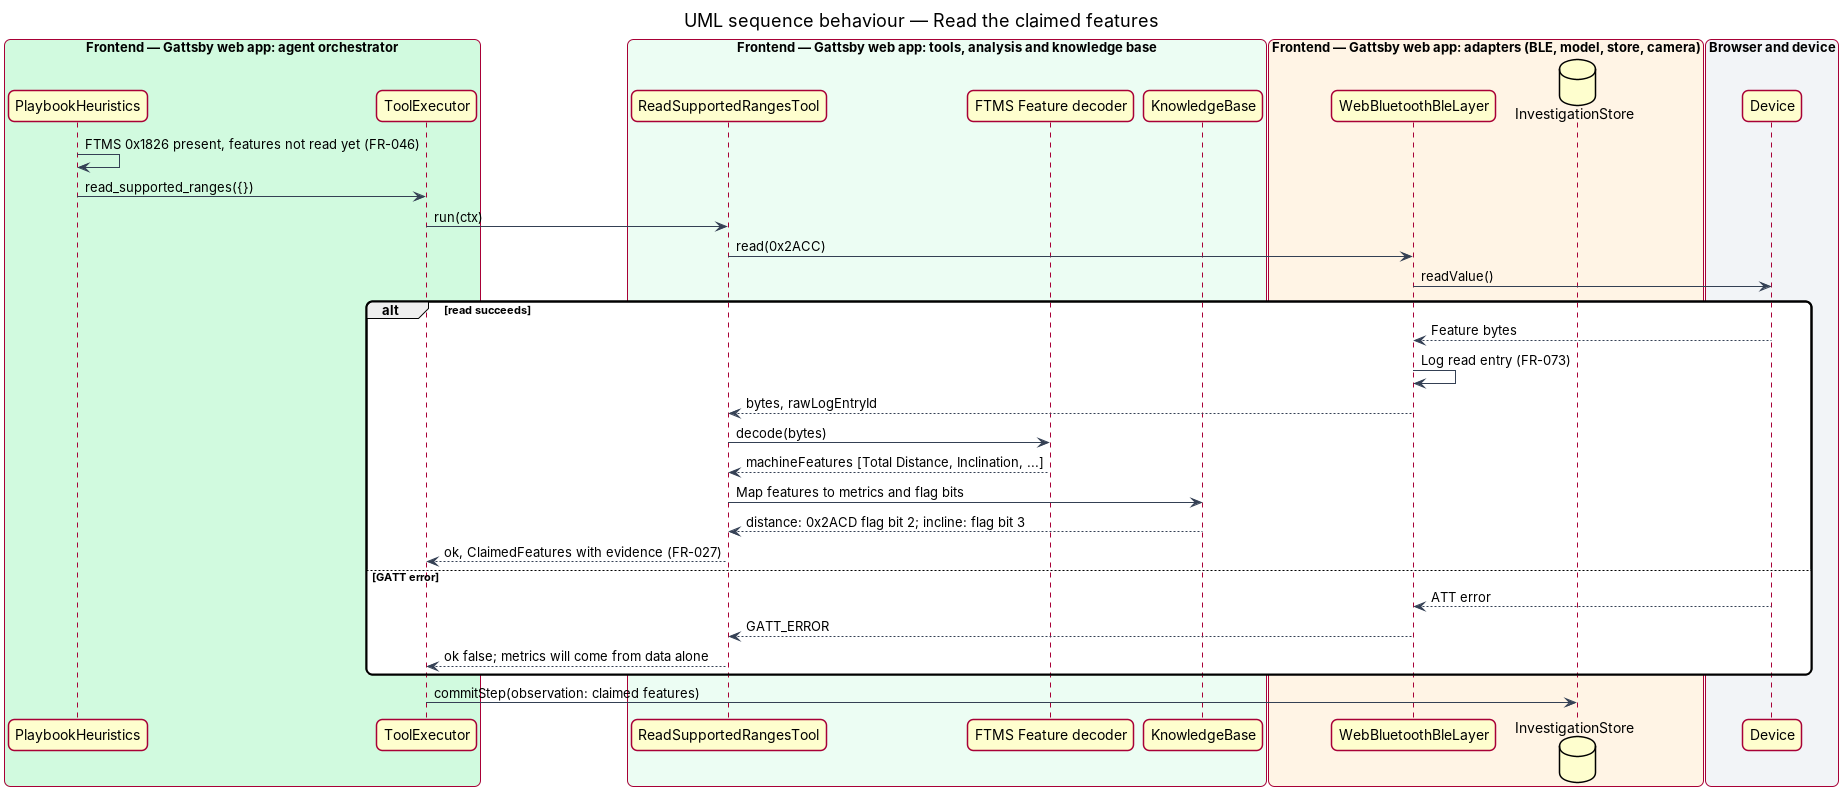 UML sequence behaviour — Read the claimed features
Frontend — Gattsby web app: agent orchestrator
Frontend — Gattsby web app: tools, analysis and knowledge base
Frontend — Gattsby web app: adapters (BLE, model, store, camera)
Browser and device
PlaybookHeuristics
ToolExecutor
ReadSupportedRangesTool
FTMS Feature decoder
KnowledgeBase
WebBluetoothBleLayer
InvestigationStore
Device
FTMS 0x1826 present, features not read yet (FR-046)
read_supported_ranges({})
run(ctx)
read(0x2ACC)
readValue()
alt
[read succeeds]
Feature bytes
Log read entry (FR-073)
bytes, rawLogEntryId
decode(bytes)
machineFeatures [Total Distance, Inclination, ...]
Map features to metrics and flag bits
distance: 0x2ACD flag bit 2; incline: flag bit 3
ok, ClaimedFeatures with evidence (FR-027)
[GATT error]
ATT error
GATT_ERROR
ok false; metrics will come from data alone
commitStep(observation: claimed features)
PlaybookHeuristics
ToolExecutor
ReadSupportedRangesTool
FTMS Feature decoder
KnowledgeBase
WebBluetoothBleLayer
InvestigationStore
Device